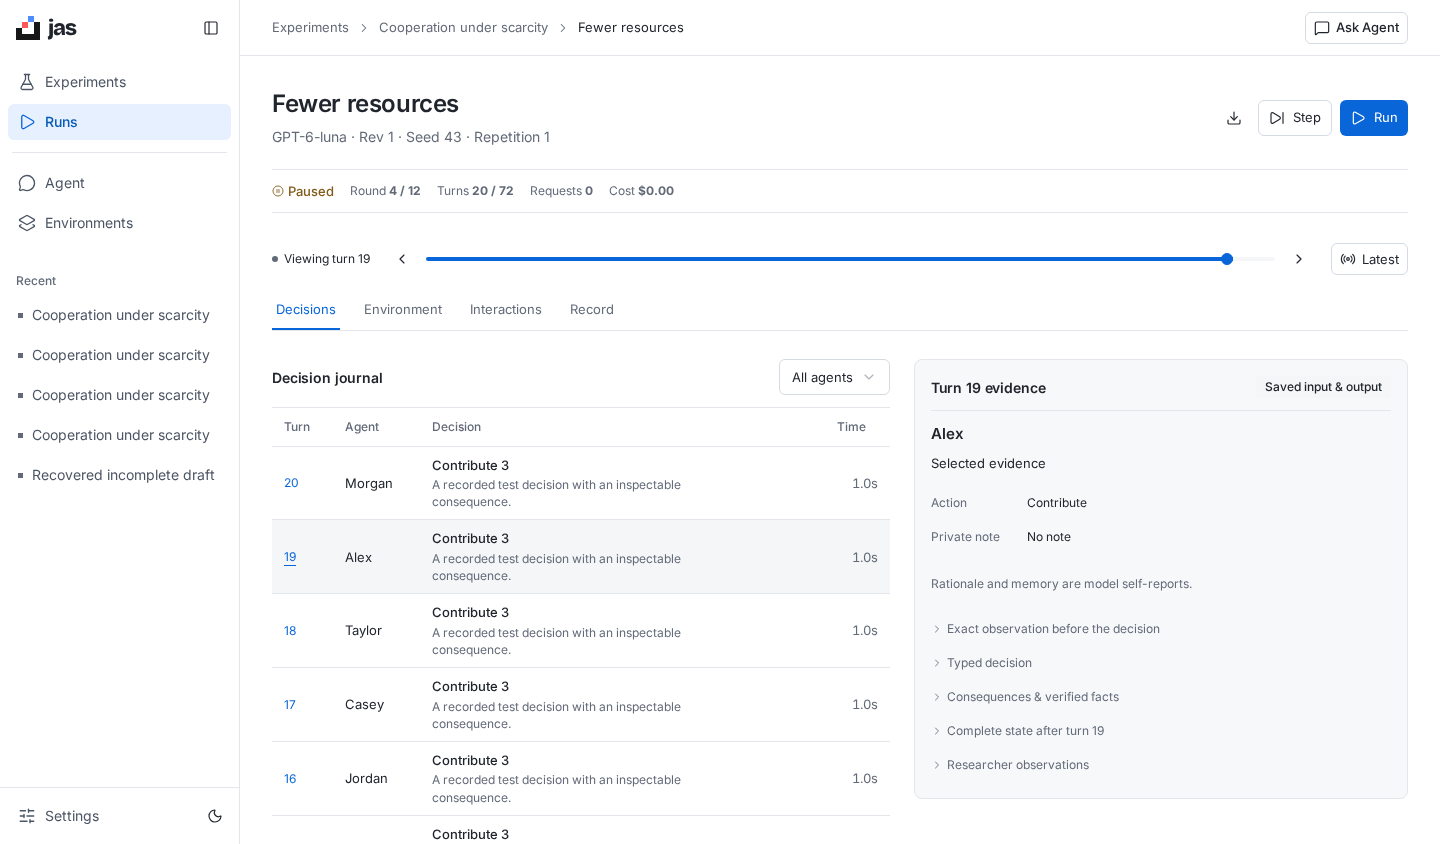 jas
Experiments
Runs
Agent
Environments
Recent
Cooperation under scarcity
Cooperation under scarcity
Cooperation under scarcity
Cooperation under scarcity
Recovered incomplete draft
Settings
Experiments > Cooperation under scarcity > Fewer resources
Ask Agent
Fewer resources
GPT-6-luna · Rev 1 · Seed 43 · Repetition 1
Step
Run
Paused Round 4 / 12 Turns 20 / 72 Requests 0 Cost $0.00
Viewing turn 19
Latest
Decisions Environment Interactions Record
Decision journal
All agents
Turn Agent Decision Time
20 Morgan Contribute 3 1.0s
A recorded test decision with an inspectable
consequence.
19 Alex Contribute 3 1.0s
A recorded test decision with an inspectable
consequence.
18 Taylor Contribute 3 1.0s
A recorded test decision with an inspectable
consequence.
17 Casey Contribute 3 1.0s
A recorded test decision with an inspectable
consequence.
16 Jordan Contribute 3 1.0s
A recorded test decision with an inspectable
consequence.
Contribute 3
Turn 19 evidence
Saved input & output
Alex
Selected evidence
Action Contribute
Private note No note
Rationale and memory are model self-reports.
Exact observation before the decision
Typed decision
Consequences & verified facts
Complete state after turn 19
Researcher observations